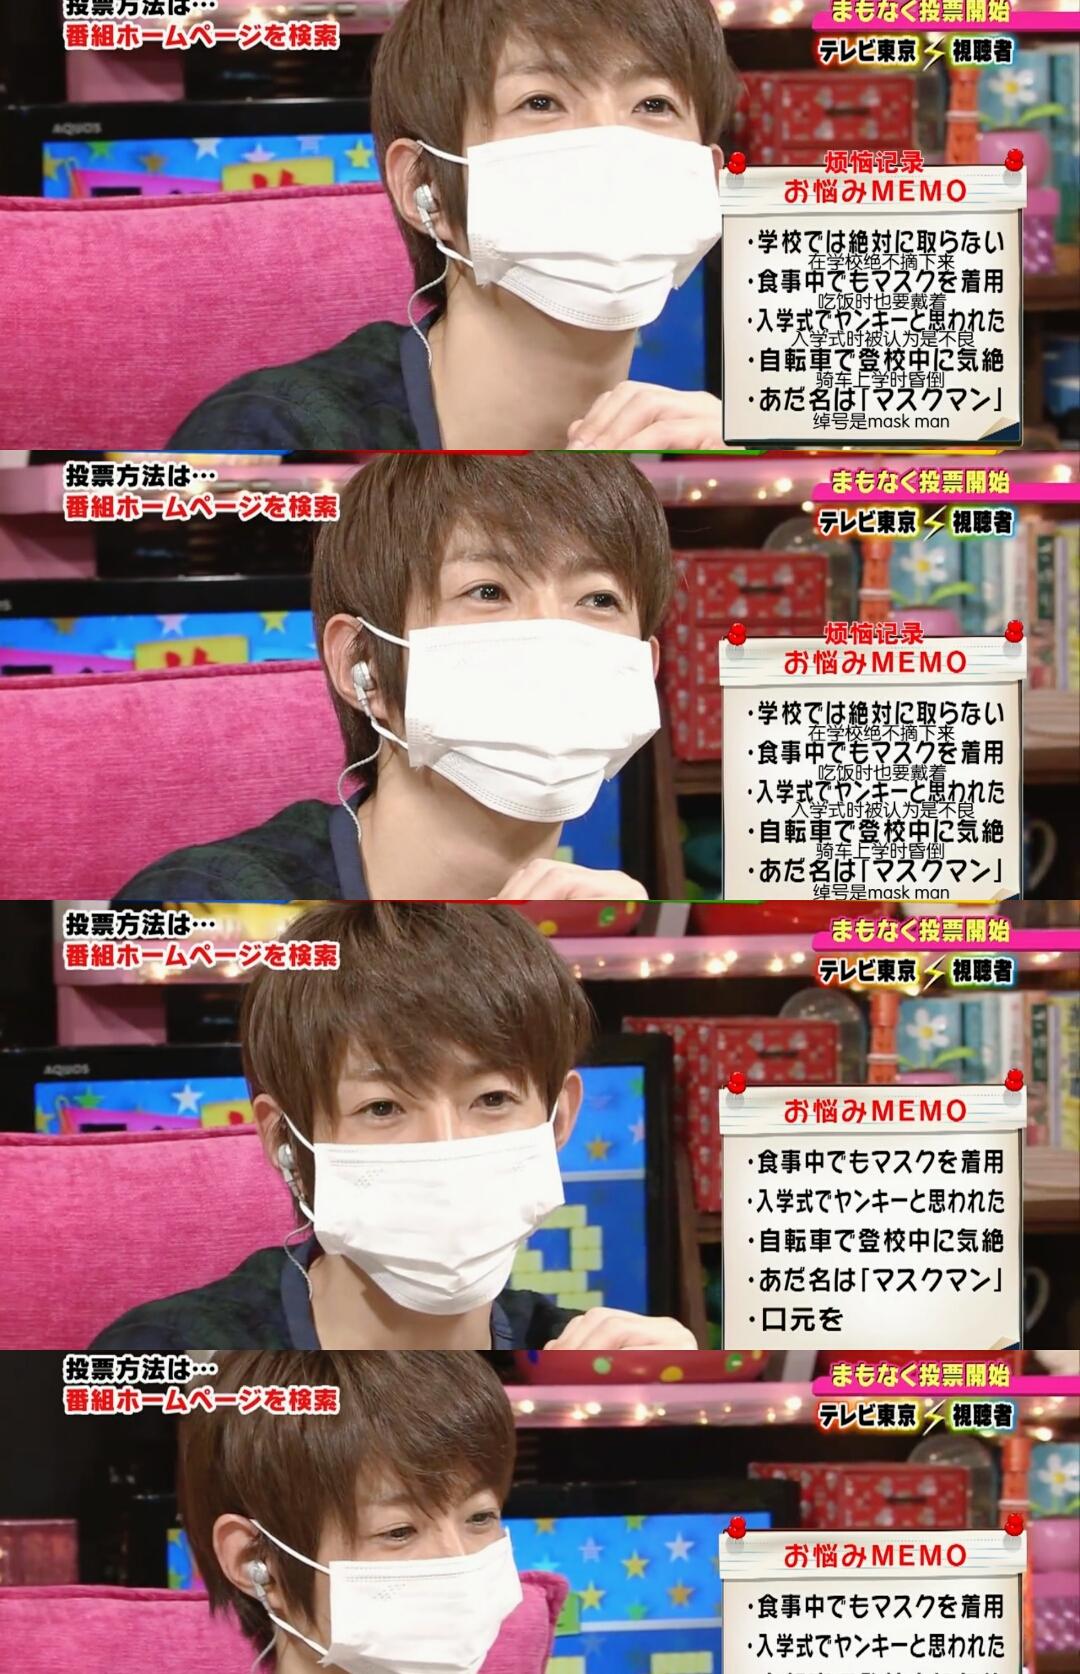 投票方法は…
番組ホームページを検索
まもなく投票開始
テレビ東京⚡視聴者
AQUOS
烦恼记录
お悩みMEMO
・学校では絶対に取らない
在学校绝不摘下来
・食事中でもマスクを着用
吃饭时也要戴着
・入学式でヤンキーと思われた
入学式时被认为是不良
・自転車で登校中に気絶
骑车上学时昏倒
・あだ名は「マスクマン」
绰号是mask man
投票方法は…
番組ホームページを検索
まもなく投票開始
テレビ東京⚡視聴者
烦恼记录
お悩みMEMO
・学校では絶対に取らない
在学校绝不摘下来
・食事中でもマスクを着用
吃饭时也要戴着
・入学式でヤンキーと思われた
入学式时被认为是不良
・自転車で登校中に気絶
骑车上学时昏倒
・あだ名は「マスクマン」
绰号是mask man
投票方法は…
番組ホームページを検索
まもなく投票開始
テレビ東京⚡視聴者
AQUOS
お悩みMEMO
・食事中でもマスクを着用
・入学式でヤンキーと思われた
・自転車で登校中に気絶
・あだ名は「マスクマン」
・口元を
投票方法は…
番組ホームページを検索
まもなく投票開始
テレビ東京⚡視聴者
お悩みMEMO
・食事中でもマスクを着用
・入学式でヤンキーと思われた